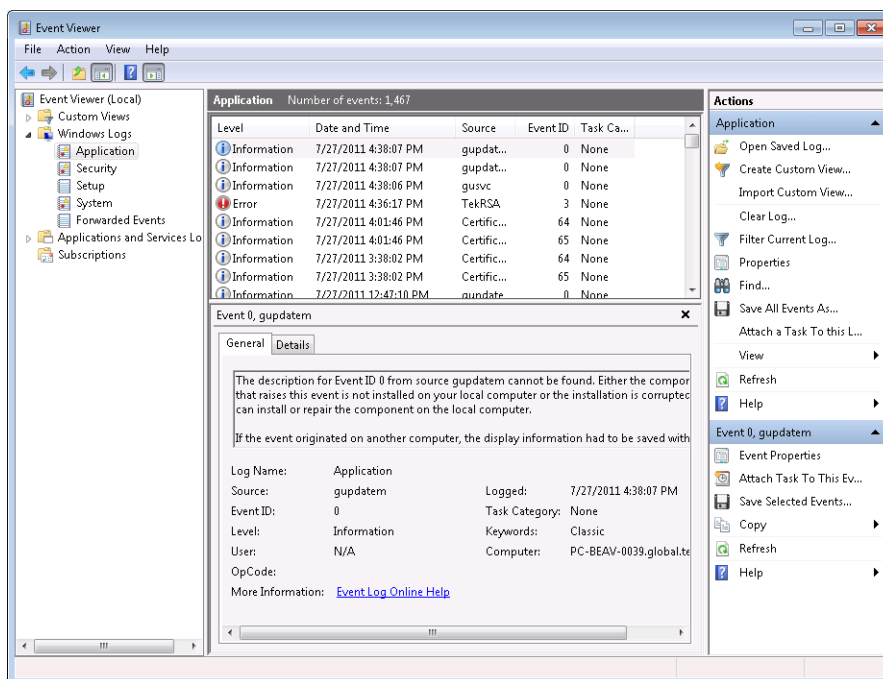 Event Viewer
File Action View Help
Event Viewer (Local)
Custom Views
Windows Logs
Application
Security
Setup
System
Forwarded Events
Applications and Services Lo
Subscriptions
Application Number of events: 1,467
Level Date and Time Source Event ID Task Ca...
Information 7/27/2011 4:38:07 PM gupdat... 0 None
Information 7/27/2011 4:38:07 PM gupdat... 0 None
Information 7/27/2011 4:38:06 PM gusvc 0 None
Error 7/27/2011 4:36:17 PM TekRSA 3 None
Information 7/27/2011 4:01:46 PM Certific... 64 None
Information 7/27/2011 4:01:46 PM Certific... 65 None
Information 7/27/2011 3:38:02 PM Certific... 64 None
Information 7/27/2011 3:38:02 PM Certific... 65 None
Information 7/27/2011 12:47:10 PM gupdate 0 None
Event 0, gupdatem
General Details
The description for Event ID 0 from source gupdatem cannot be found. Either the compor
that raises this event is not installed on your local computer or the installation is corruptec
can install or repair the component on the local computer.
If the event originated on another computer, the display information had to be saved with
Log Name: Application
Source: gupdatem Logged: 7/27/2011 4:38:07 PM
Event ID: 0 Task Category: None
Level: Information Keywords: Classic
User: N/A Computer: PC-BEAV-0039.global.te
OpCode:
More Information: Event Log Online Help
Actions
Application
Open Saved Log...
Create Custom View...
Import Custom View...
Clear Log...
Filter Current Log...
Properties
Find...
Save All Events As...
Attach a Task To this L...
View
Refresh
Help
Event 0, gupdatem
Event Properties
Attach Task To This Ev...
Save Selected Events...
Copy
Refresh
Help